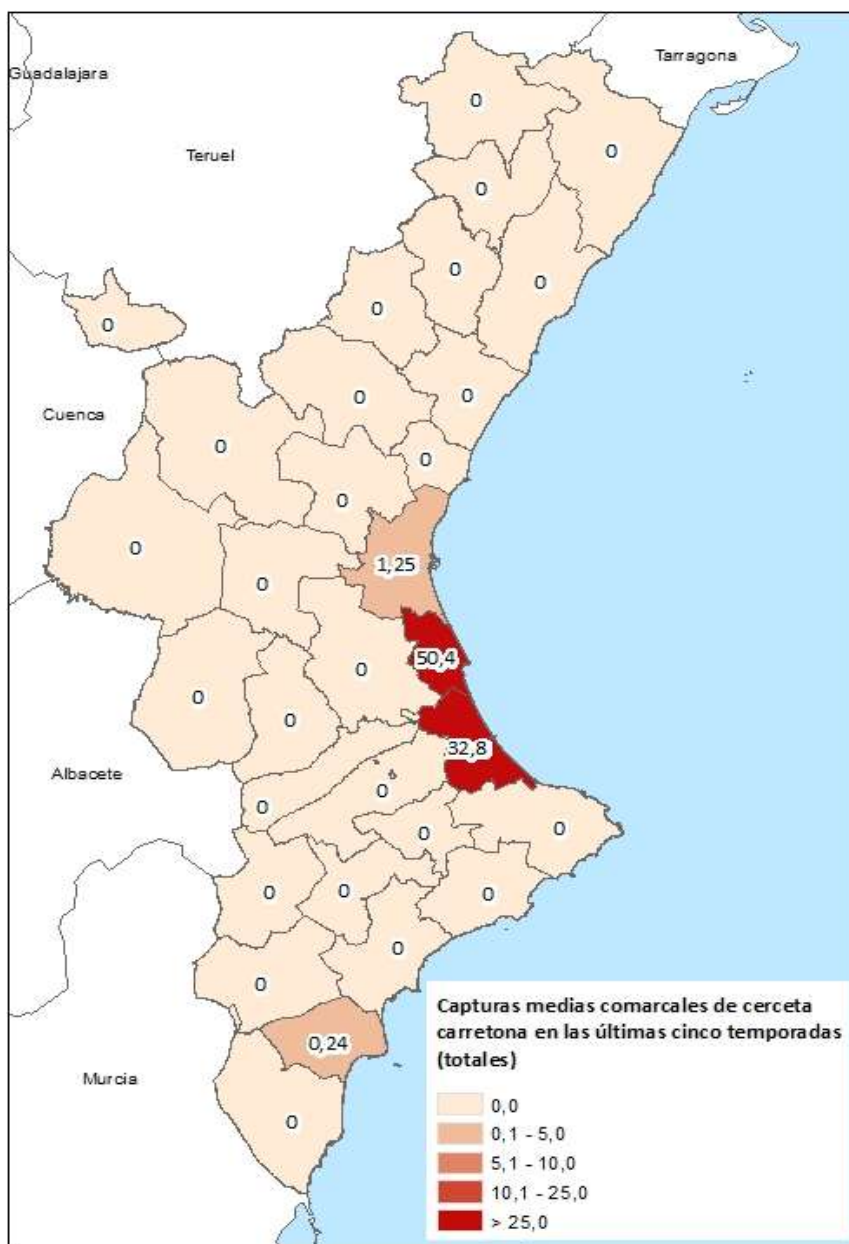 Tarragona
Guadalajara
0
0
Teruel
0
0
0
0
0
0
0
Cuenca
0
0
0
0
1,25
0
0
50,4
0
0
0
32,8
Albacete
0
0
0
0
0
0
0
0
0
0,24
Murcia
0
Capturas medias comarcales de cerceta
carretona en las últimas cinco temporadas
(totales)
0,0
0,1 - 5,0
5,1 - 10,0
10,1 - 25,0
> 25,0